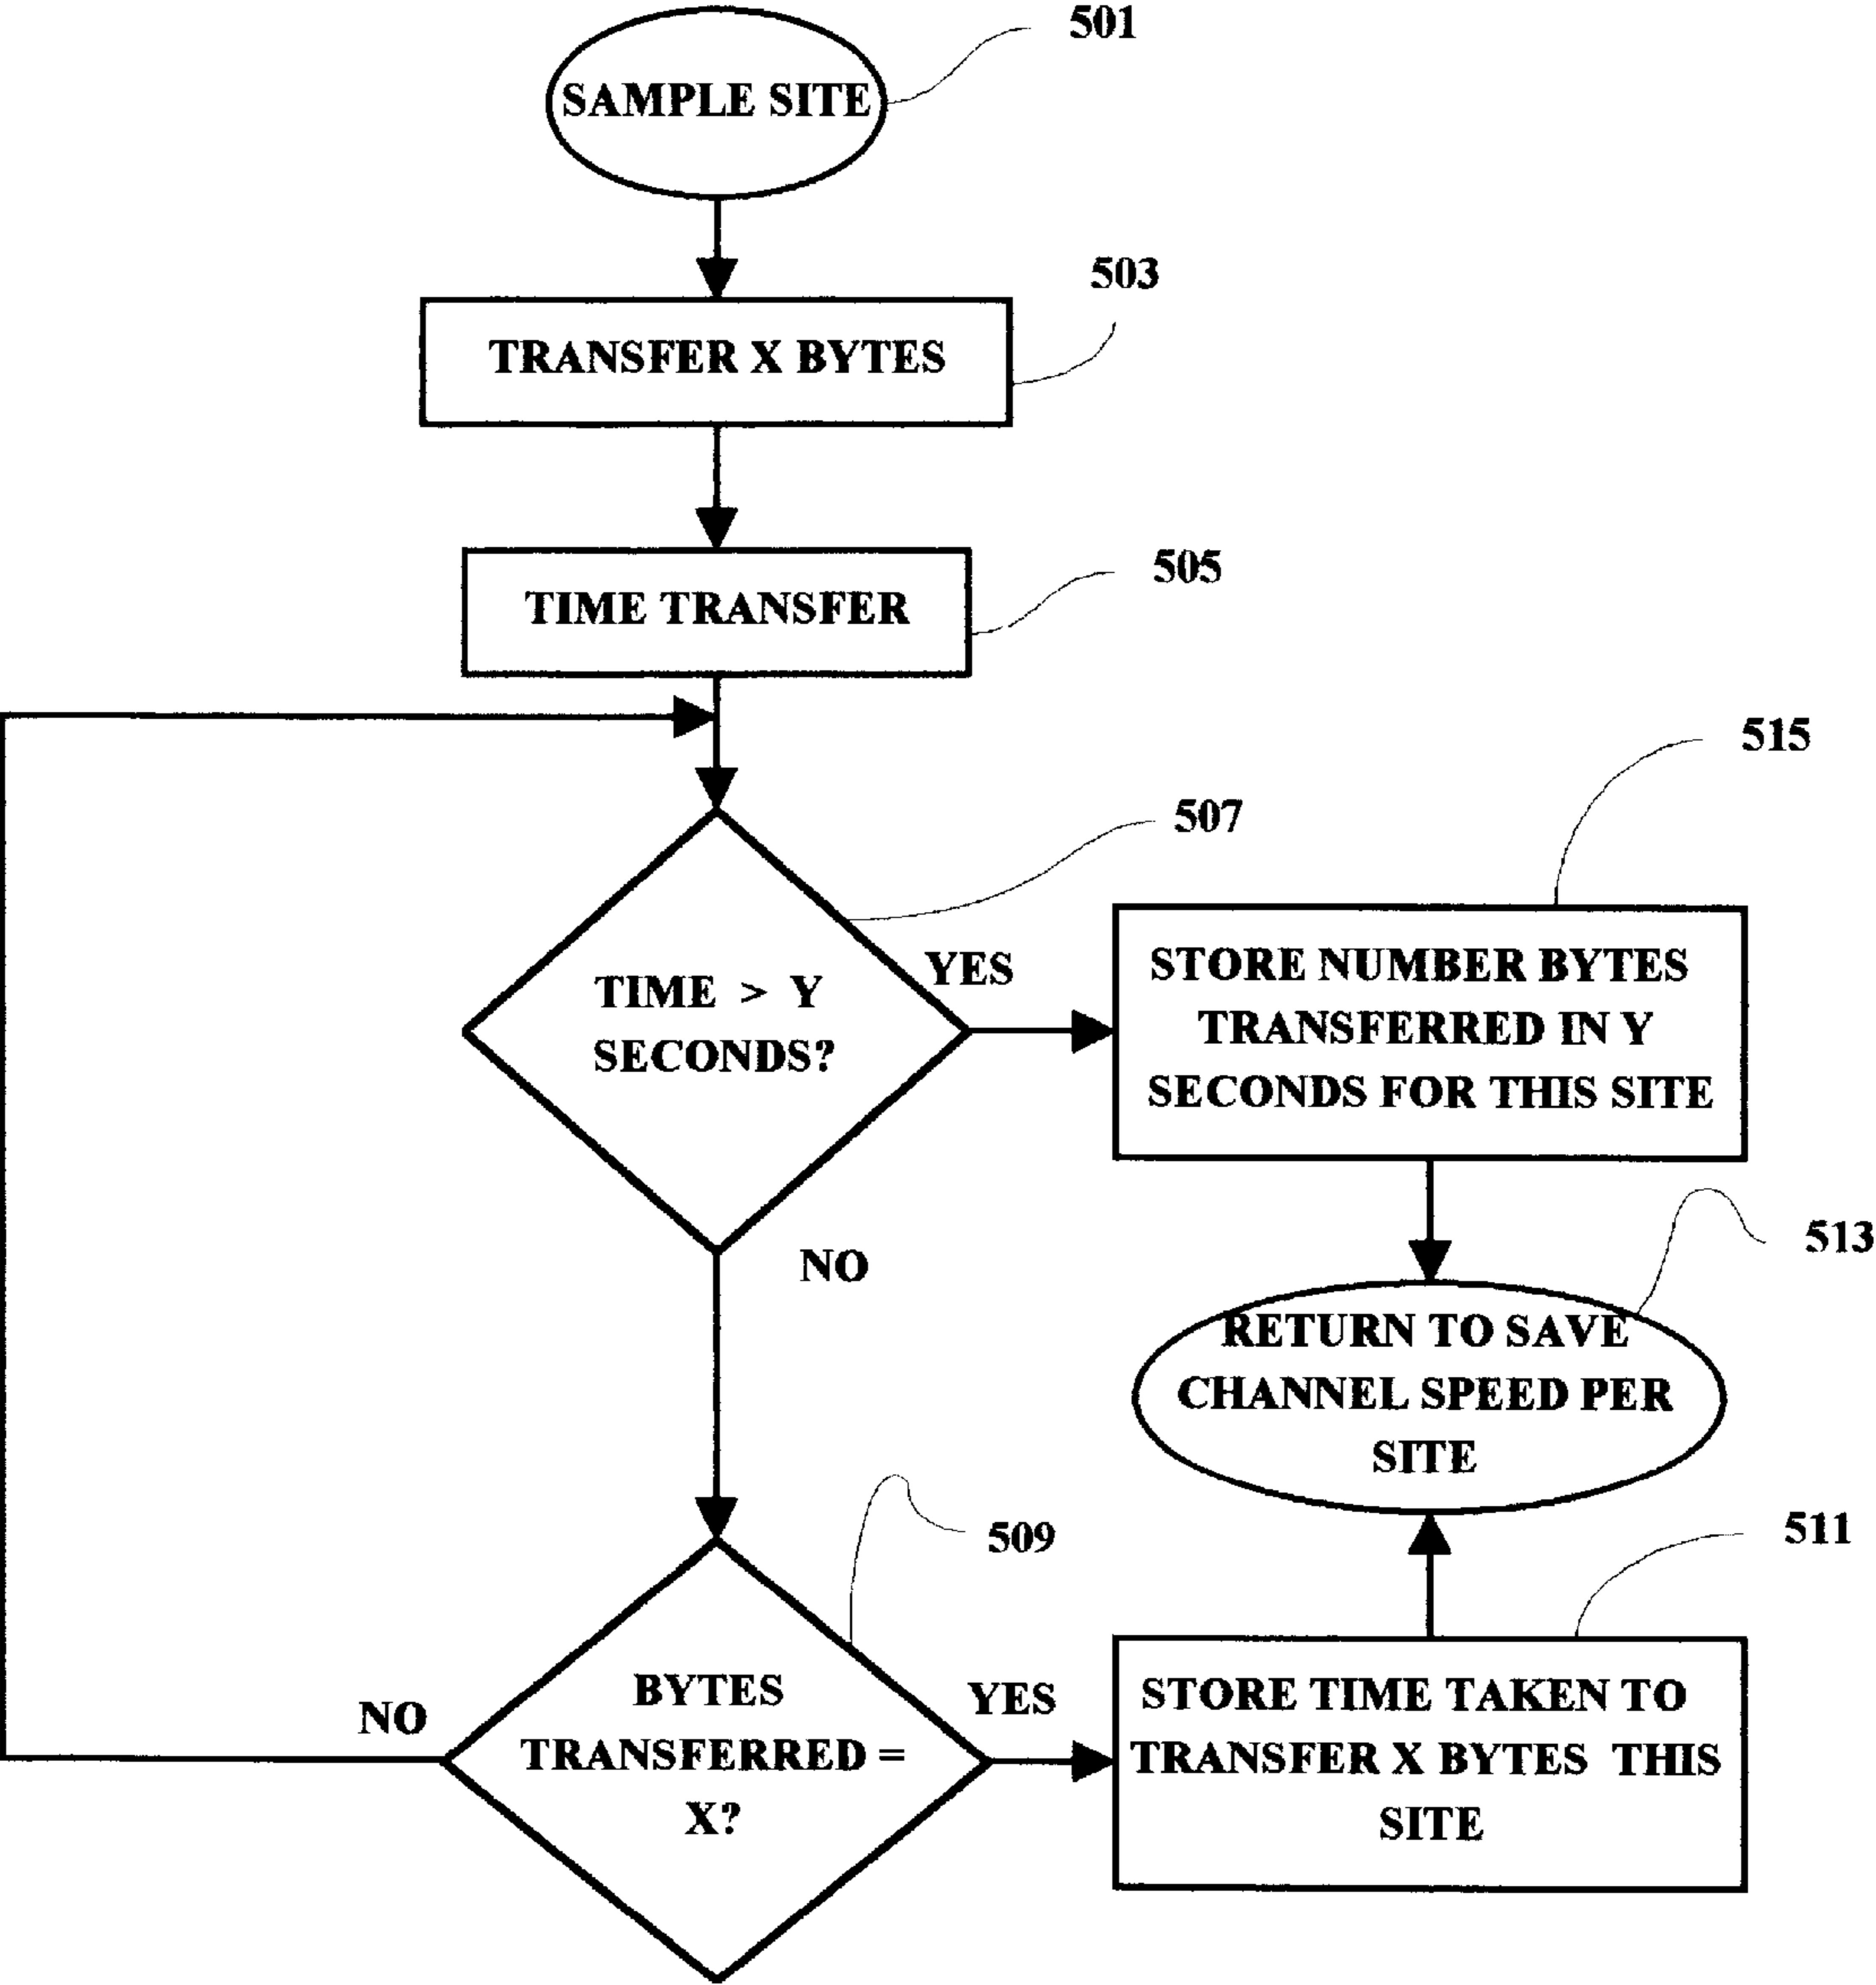 501
SAMPLE SITE
503
TRANSFER X BYTES
505
TIME TRANSFER
507
TIME > Y
SECONDS?
YES
NO
515
STORE NUMBER BYTES
TRANSFERRED IN Y
SECONDS FOR THIS SITE
513
RETURN TO SAVE
CHANNEL SPEED PER
SITE
509
BYTES
TRANSFERRED =
X?
NO
YES
511
STORE TIME TAKEN TO
TRANSFER X BYTES THIS
SITE